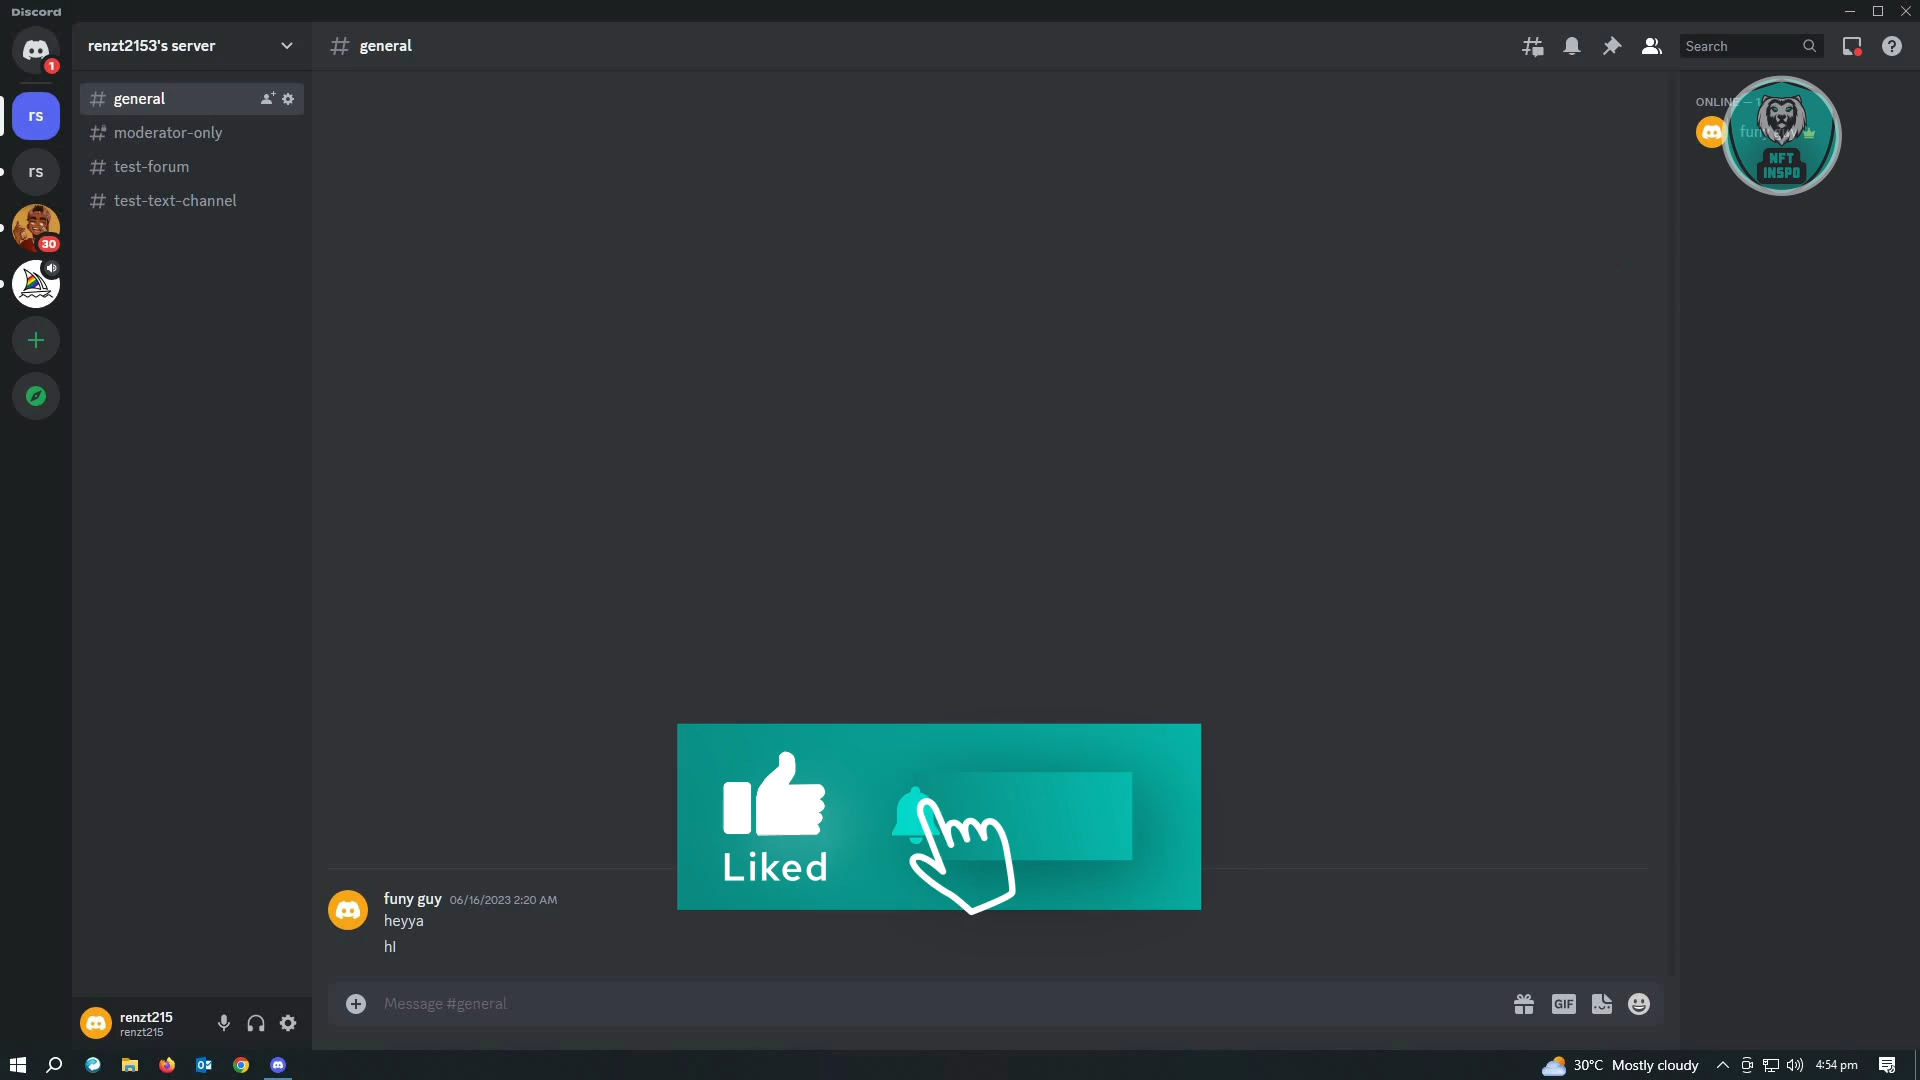 Discord
1
renzt2153's server
general
Search
rs
general
ONLINE — 1
moderator-only
NFT
INSPO
rs
test-forum
test-text-channel
30
Liked
funy guy 06/16/2023 2:20 AM
heyya
hI
Message #general
GIF
renzt215
renzt215
30°C Mostly cloudy
4:54 pm